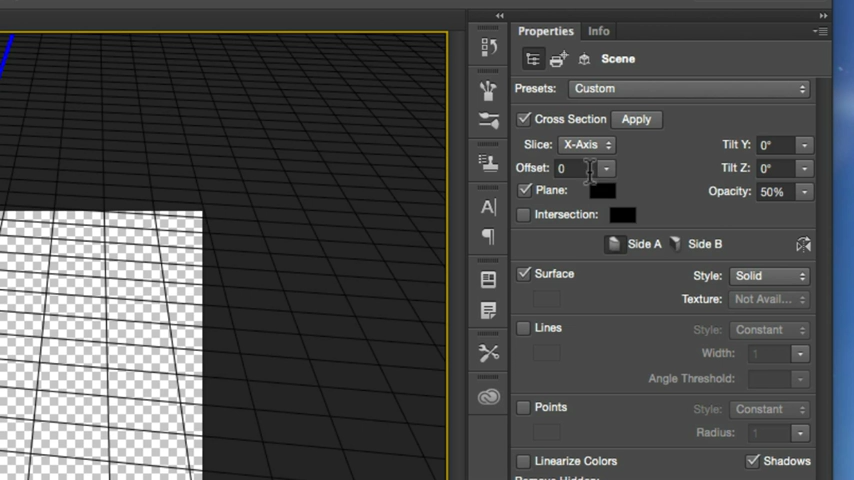 Properties Info
Scene
Presets: Custom
Cross Section Apply
Slice: X-Axis Tilt Y: 0°
Offset: 0 Tilt Z: 0°
Plane: Opacity: 50%
Intersection:
Side A Side B
Surface Style: Solid
Texture: Not Avail...
Lines Style: Constant
Width: 1
Angle Threshold:
Points Style: Constant
Radius: 1
Linearize Colors Shadows
Remove Hidden: